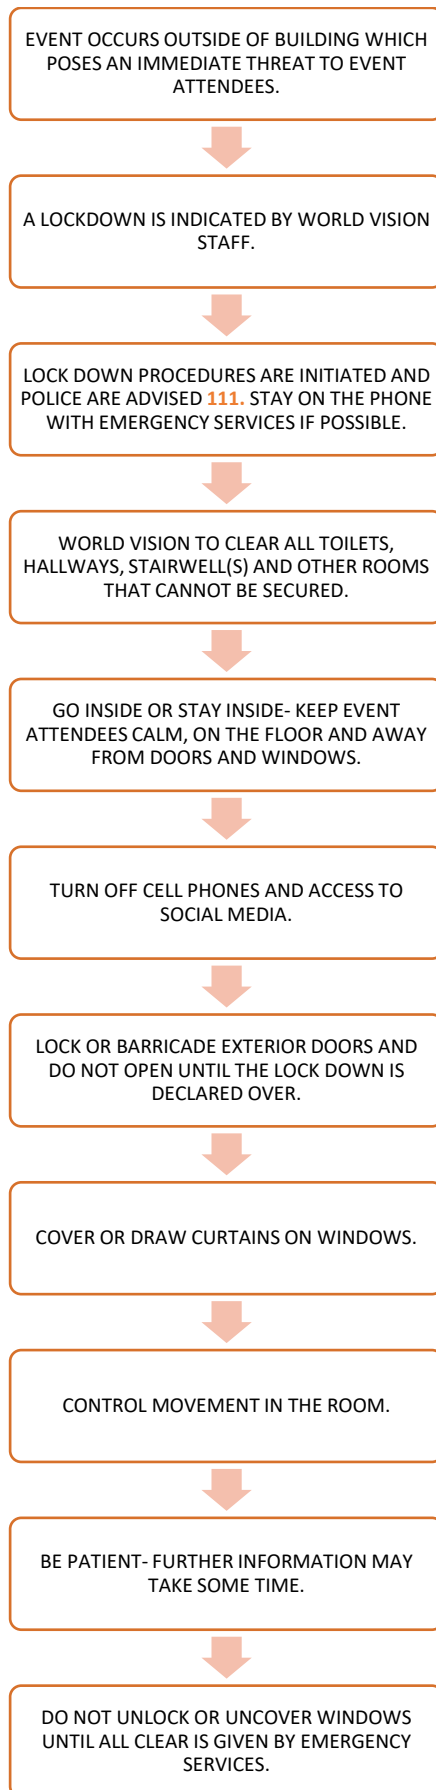 EVENT OCCURS OUTSIDE OF BUILDING WHICH
POSES AN IMMEDIATE THREAT TO EVENT
ATTENDEES.
A LOCKDOWN IS INDICATED BY WORLD VISION
STAFF.
LOCK DOWN PROCEDURES ARE INITIATED AND
POLICE ARE ADVISED 111. STAY ON THE PHONE
WITH EMERGENCY SERVICES IF POSSIBLE.
WORLD VISION TO CLEAR ALL TOILETS,
HALLWAYS, STAIRWELL(S) AND OTHER ROOMS
THAT CANNOT BE SECURED.
GO INSIDE OR STAY INSIDE- KEEP EVENT
ATTENDEES CALM, ON THE FLOOR AND AWAY
FROM DOORS AND WINDOWS.
TURN OFF CELL PHONES AND ACCESS TO
SOCIAL MEDIA.
LOCK OR BARRICADE EXTERIOR DOORS AND
DO NOT OPEN UNTIL THE LOCK DOWN IS
DECLARED OVER.
COVER OR DRAW CURTAINS ON WINDOWS.
CONTROL MOVEMENT IN THE ROOM.
BE PATIENT- FURTHER INFORMATION MAY
TAKE SOME TIME.
DO NOT UNLOCK OR UNCOVER WINDOWS
UNTIL ALL CLEAR IS GIVEN BY EMERGENCY
SERVICES.